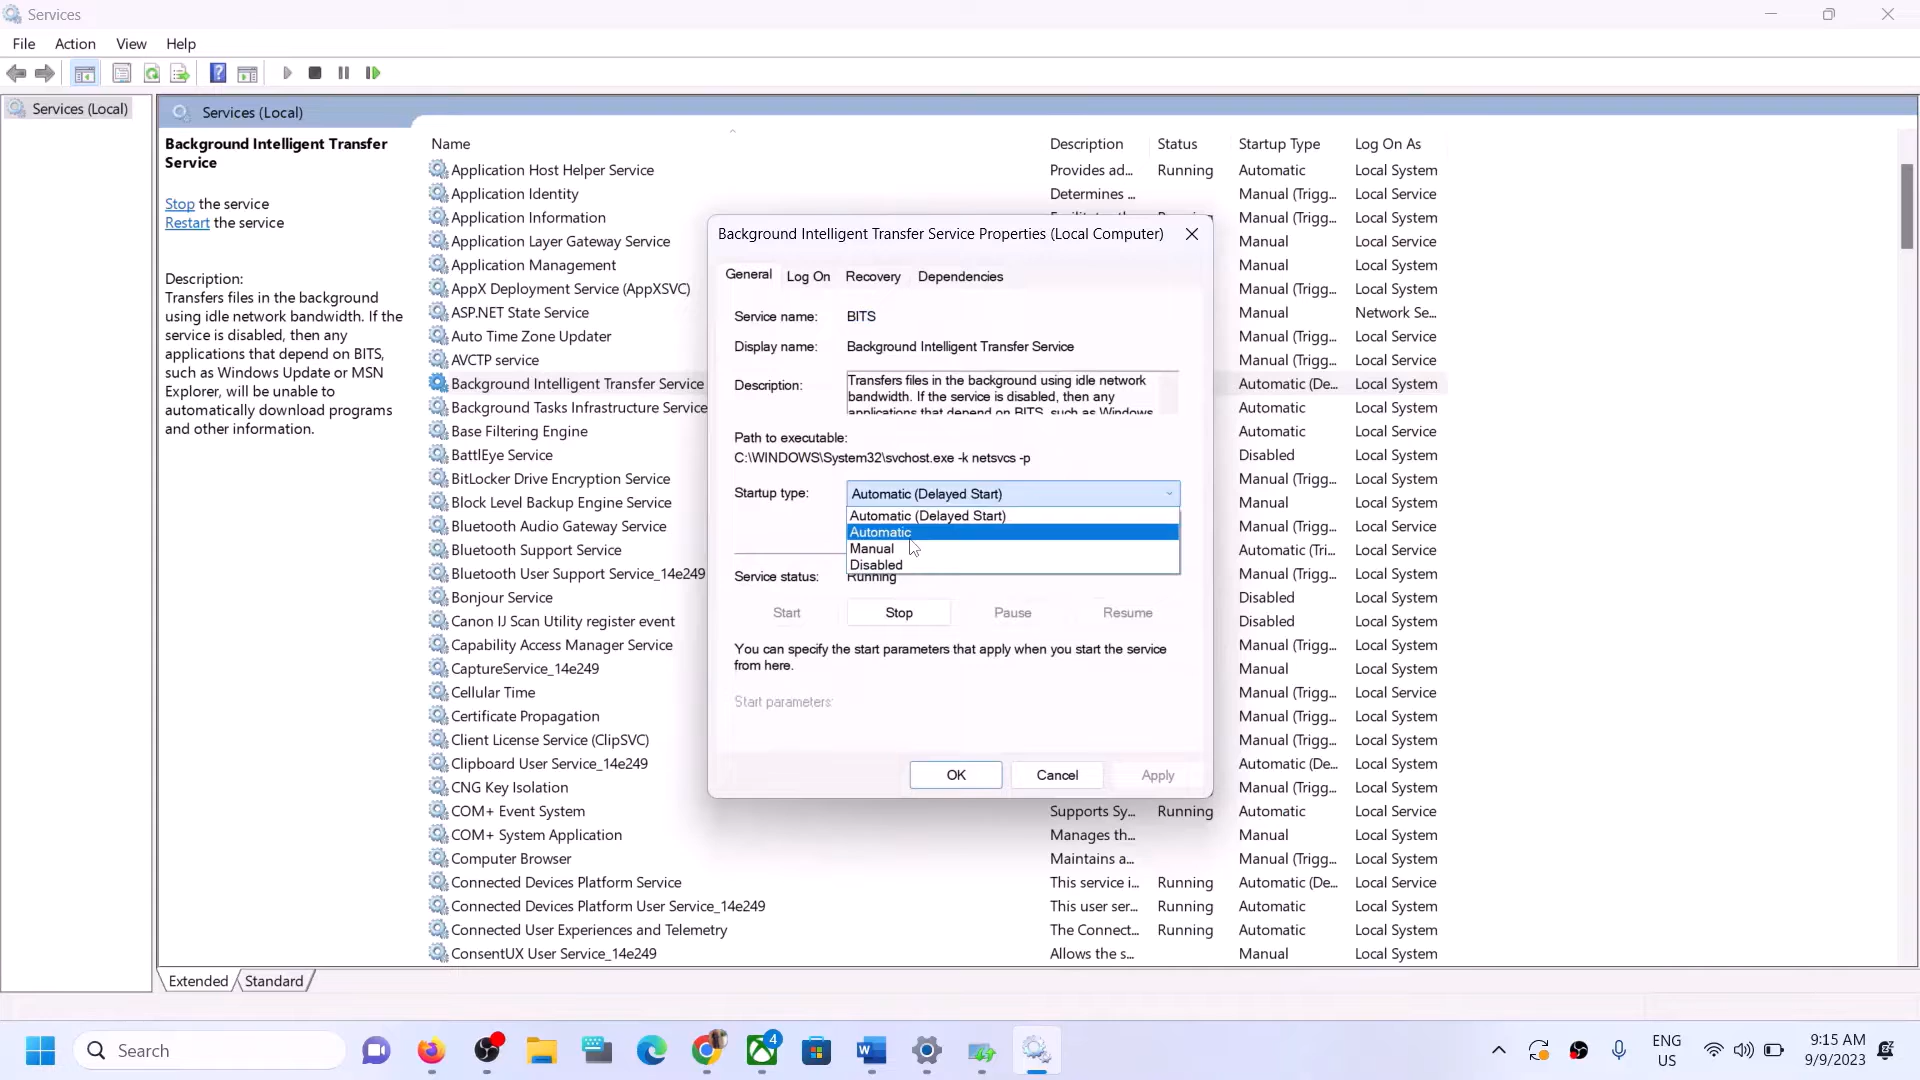 Services
File Action View Help
Services (Local)
Services (Local)
Background Intelligent Transfer
Service
Stop the service
Restart the service
Description:
Transfers files in the background
using idle network bandwidth. If the
service is disabled, then any
applications that depend on BITS,
such as Windows Update or MSN
Explorer, will be unable to
automatically download programs
and other information.
Name Description Status Startup Type Log On As
Application Host Helper Service Provides ad... Running Automatic Local System
Application Identity Determines ... Manual (Trigg... Local Service
Application Information Manual (Trigg... Local System
Application Layer Gateway Service Manual Local Service
Application Management Manual Local System
AppX Deployment Service (AppXSVC) Manual (Trigg... Local System
ASP.NET State Service Manual Network Se...
Auto Time Zone Updater Manual (Trigg... Local Service
AVCTP service Manual (Trigg... Local Service
Background Intelligent Transfer Service Automatic (De... Local System
Background Tasks Infrastructure Service Automatic Local System
Base Filtering Engine Automatic Local Service
BattlEye Service Disabled Local System
BitLocker Drive Encryption Service Manual (Trigg... Local System
Block Level Backup Engine Service Manual Local System
Bluetooth Audio Gateway Service Manual (Trigg... Local Service
Bluetooth Support Service Automatic (Tri... Local Service
Bluetooth User Support Service_14e249 Manual (Trigg... Local System
Bonjour Service Disabled Local System
Canon IJ Scan Utility register event Disabled Local System
Capability Access Manager Service Manual (Trigg... Local System
CaptureService_14e249 Manual Local System
Cellular Time Manual (Trigg... Local Service
Certificate Propagation Manual (Trigg... Local System
Client License Service (ClipSVC) Manual (Trigg... Local System
Clipboard User Service_14e249 Automatic (De... Local System
CNG Key Isolation Manual (Trigg... Local System
COM+ Event System Supports Sy... Running Automatic Local Service
COM+ System Application Manages th... Manual Local System
Computer Browser Maintains a... Manual (Trigg... Local System
Connected Devices Platform Service This service i... Running Automatic (De... Local Service
Connected Devices Platform User Service_14e249 This user ser... Running Automatic Local System
Connected User Experiences and Telemetry The Connect... Running Automatic Local System
ConsentUX User Service_14e249 Allows the s... Manual Local System
Background Intelligent Transfer Service Properties (Local Computer)
General Log On Recovery Dependencies
Service name: BITS
Display name: Background Intelligent Transfer Service
Description: Transfers files in the background using idle network
bandwidth. If the service is disabled, then any
applications that depend on BITS, such as Windows
Path to executable:
C:\WINDOWS\System32\svchost.exe -k netsvcs -p
Startup type: Automatic (Delayed Start)
Automatic (Delayed Start)
Automatic
Manual
Disabled
Service status: Running
Start Stop Pause Resume
You can specify the start parameters that apply when you start the service
from here.
Start parameters:
OK Cancel Apply
Extended Standard
Search
4
ENG
US
9:15 AM
9/9/2023